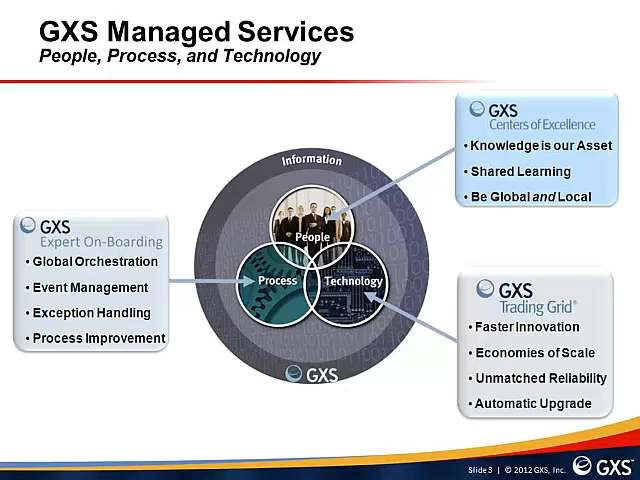 GXS Managed Services
People, Process, and Technology
GXS
Centers of Excellence
• Knowledge is our Asset
• Shared Learning
• Be Global and Local
Information
People
Process
Technology
GXS
GXS
Expert On-Boarding
• Global Orchestration
• Event Management
• Exception Handling
• Process Improvement
GXS
Trading Grid®
• Faster Innovation
• Economies of Scale
• Unmatched Reliability
• Automatic Upgrade
Slide 3 | © 2012 GXS, Inc.
GXS™